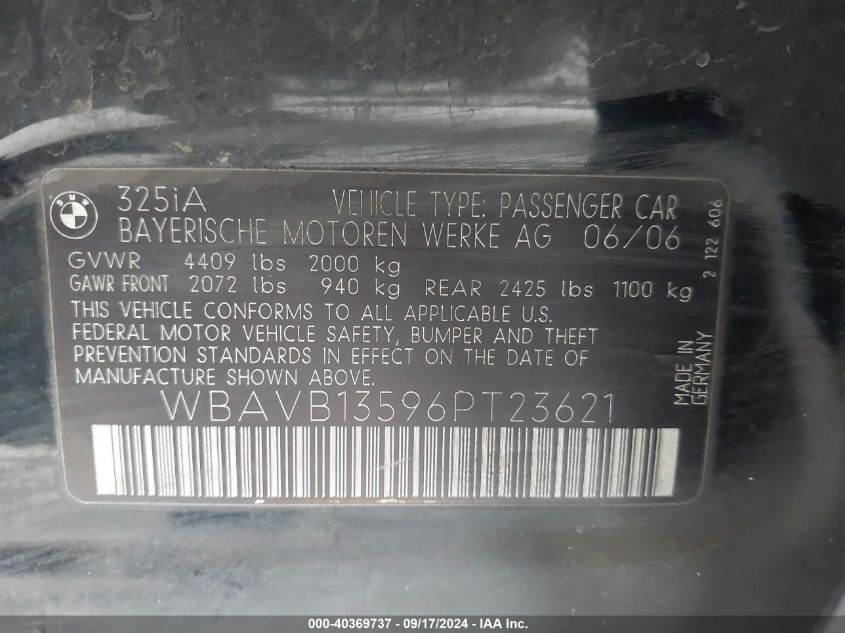 BMW
325iA VEHICLE TYPE: PASSENGER CAR
BAYERISCHE MOTOREN WERKE AG 06/06
GVWR 4409 lbs 2000 kg
GAWR FRONT 2072 lbs 940 kg REAR 2425 lbs 1100 kg
THIS VEHICLE CONFORMS TO ALL APPLICABLE U.S.
FEDERAL MOTOR VEHICLE SAFETY, BUMPER AND THEFT
PREVENTION STANDARDS IN EFFECT ON THE DATE OF
MANUFACTURE SHOWN ABOVE.
WBAVB13596PT23621
MADE IN
GERMANY
2 122 606
000-40369737 - 09/17/2024 - IAA Inc.